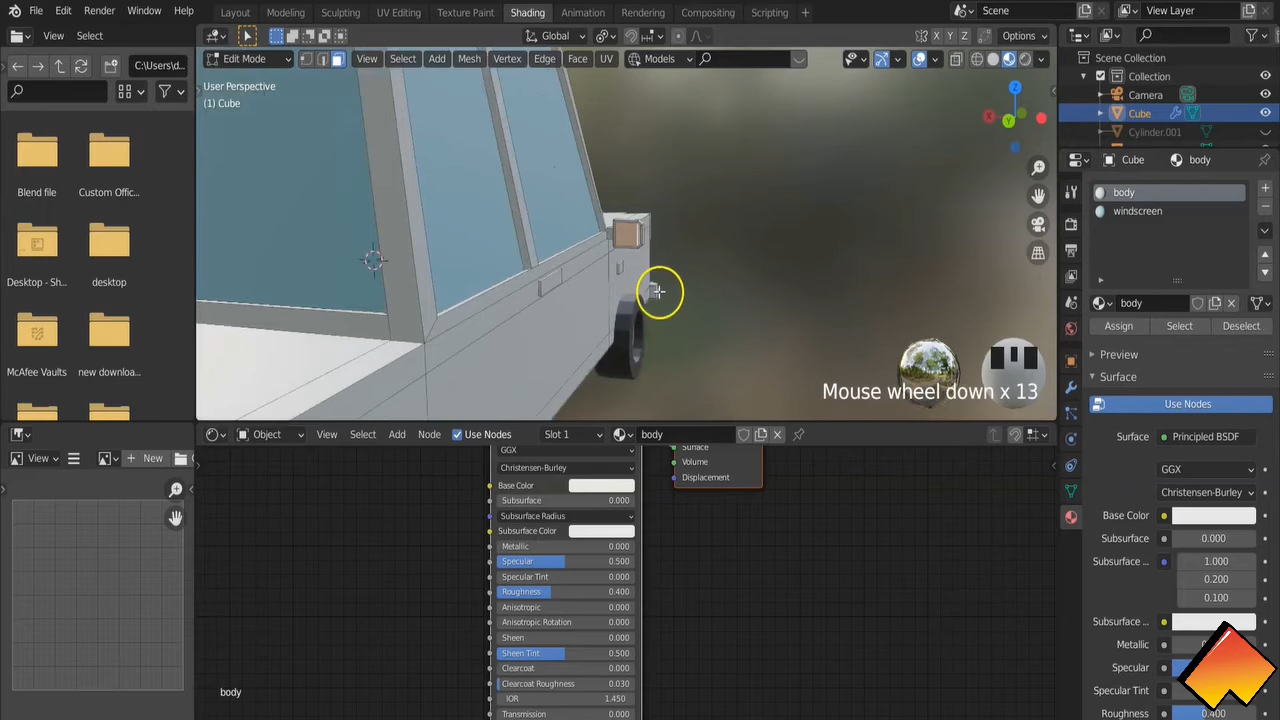 File Edit Render Window Help
Layout Modeling Sculpting UV Editing Texture Paint Shading Animation Rendering Compositing Scripting +
Scene
View Layer
View Select
Global
X Y Z
Options
C:\Users\d...
Edit Mode
View Select Add Mesh Vertex Edge Face UV
Models
User Perspective
(1) Cube
X
Y
Z
Scene Collection
Collection
Camera
Cube
Cylinder.001
Cube
body
Blend file
Custom Offic...
Desktop - Sh...
download
McAfee Vaults
new downloa...
body
windscreen
body
Assign
Select
Deselect
Preview
Surface
Use Nodes
Surface
Principled BSDF
GGX
Christensen-Burley
Base Color
Subsurface
0.000
Subsurface ...
1.000
0.200
0.100
Subsurface ...
Metallic
Specular
Specular Tint
Roughness
0.400
Mouse wheel down x 13
Object
View Select Add Node
Use Nodes
Slot 1
body
View
New
GGX
Christensen-Burley
Base Color
Subsurface 0.000
Subsurface Radius
Subsurface Color
Metallic 0.000
Specular 0.500
Specular Tint 0.000
Roughness 0.400
Anisotropic 0.000
Anisotropic Rotation 0.000
Sheen 0.000
Sheen Tint 0.500
Clearcoat 0.000
Clearcoat Roughness 0.030
IOR 1.450
Transmission 0.000
Surface
Volume
Displacement
body